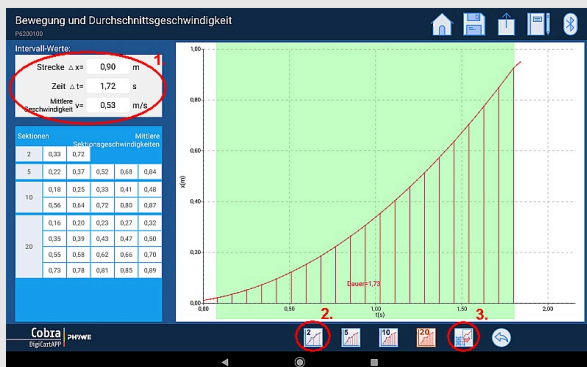 Bewegung und Durchschnittsgeschwindigkeit
P6200100
Intervall-Werte:
1.
Strecke △ x= 0,90 m
Zeit △ t= 1,72 s
Mittlere Geschwindigkeit v= 0,53 m/s
Sektionen Mittlere Sektionsgeschwindigkeiten
2 0,33 0,72
5 0,22 0,37 0,52 0,68 0,84
10 0,18 0,25 0,33 0,41 0,48
0,56 0,64 0,72 0,80 0,87
20 0,16 0,20 0,23 0,27 0,32
0,35 0,39 0,43 0,47 0,50
0,55 0,58 0,62 0,66 0,70
0,73 0,78 0,81 0,85 0,89
1,00
0,80
0,60
x(m)
0,40
0,20
0,00
Dauer=1,73
0,00 0,50 1,00 1,50 2,00
t(s)
2. 3.
Cobra DigiCartAPP PHYWE
2 5 10 20